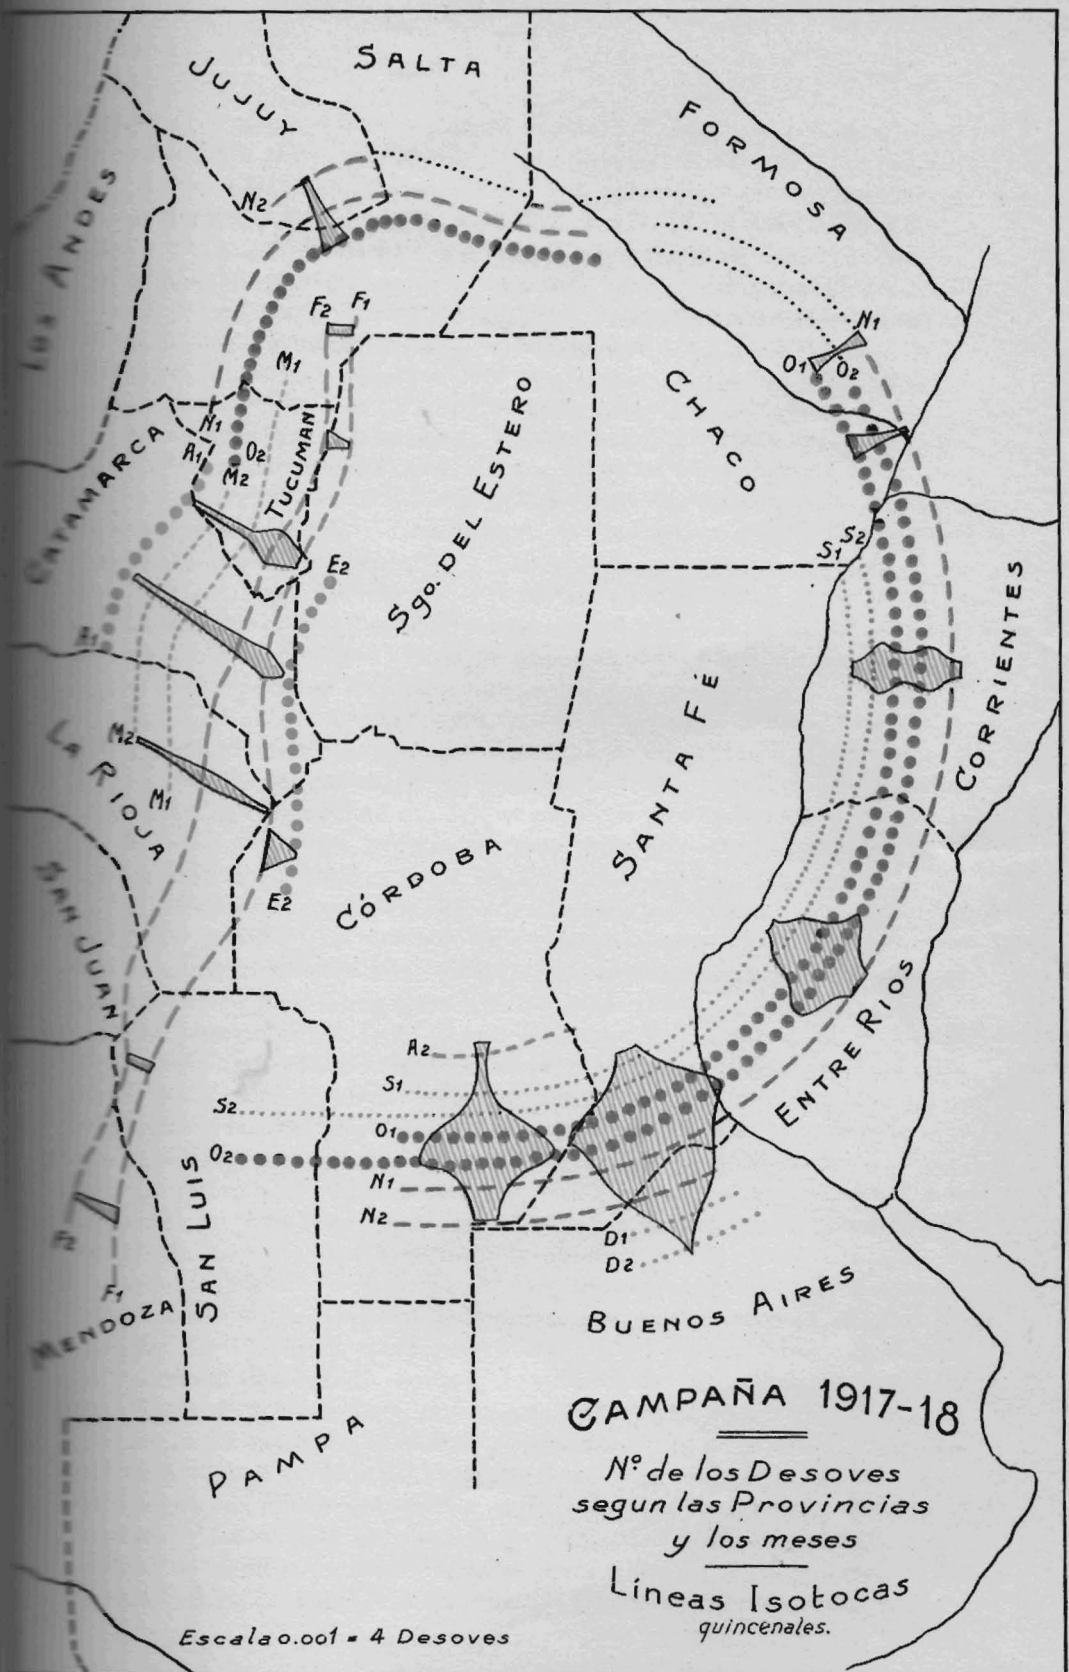 SALTA
JUJUY
FORMOSA
LOS ANDES
N2
F2 F1
M1
N1
O1 O2
CHACO
N1
A1
O2
M2
TUCUMAN
CATAMARCA
Sgo. DEL ESTERO
S1 S2
E2
CORRIENTES
SANTA FÉ
LA RIOJA
M2
M1
CÓRDOBA
E2
SAN JUAN
ENTRE RIOS
A2
S1
S2
O1
O2
N1
N2
D1
D2
SAN LUIS
F2
F1
MENDOZA
BUENOS AIRES
PAMPA
CAMPAÑA 1917-18
Nº de los Desoves
segun las Provincias
y los meses
Líneas Isotocas
quincenales.
Escala 0.001 = 4 Desoves